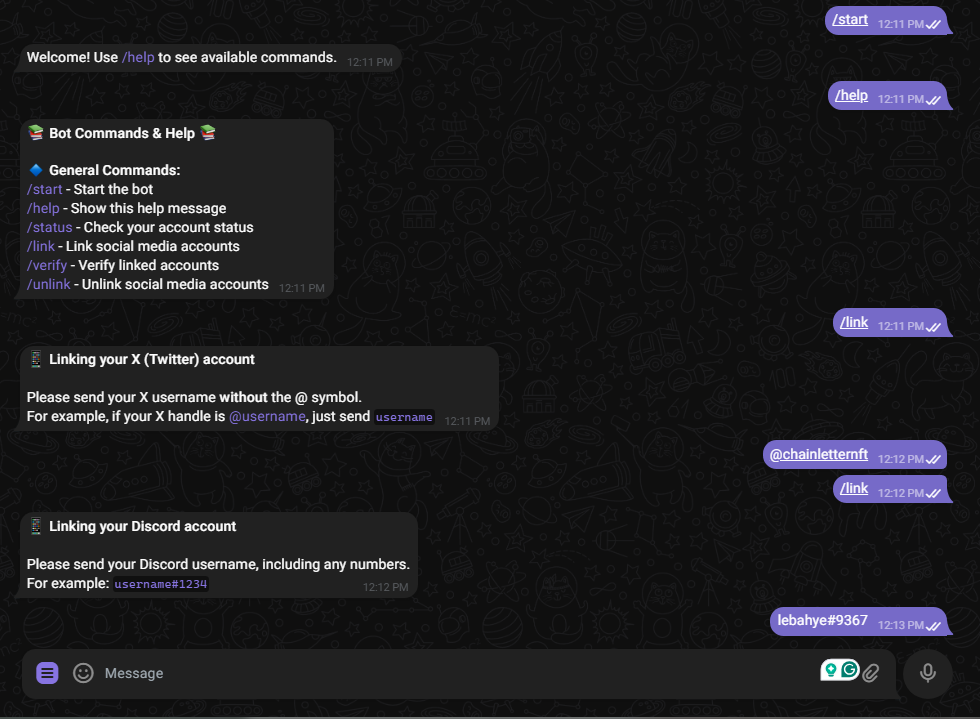 /start 12:11 PM
Welcome! Use /help to see available commands. 12:11 PM
/help 12:11 PM
📚 Bot Commands & Help 📚
🔷 General Commands:
/start - Start the bot
/help - Show this help message
/status - Check your account status
/link - Link social media accounts
/verify - Verify linked accounts
/unlink - Unlink social media accounts 12:11 PM
/link 12:11 PM
📱 Linking your X (Twitter) account
Please send your X username without the @ symbol.
For example, if your X handle is @username, just send username 12:11 PM
@chainletternft 12:12 PM
/link 12:12 PM
📱 Linking your Discord account
Please send your Discord username, including any numbers.
For example: username#1234 12:12 PM
lebahye#9367 12:13 PM
Message